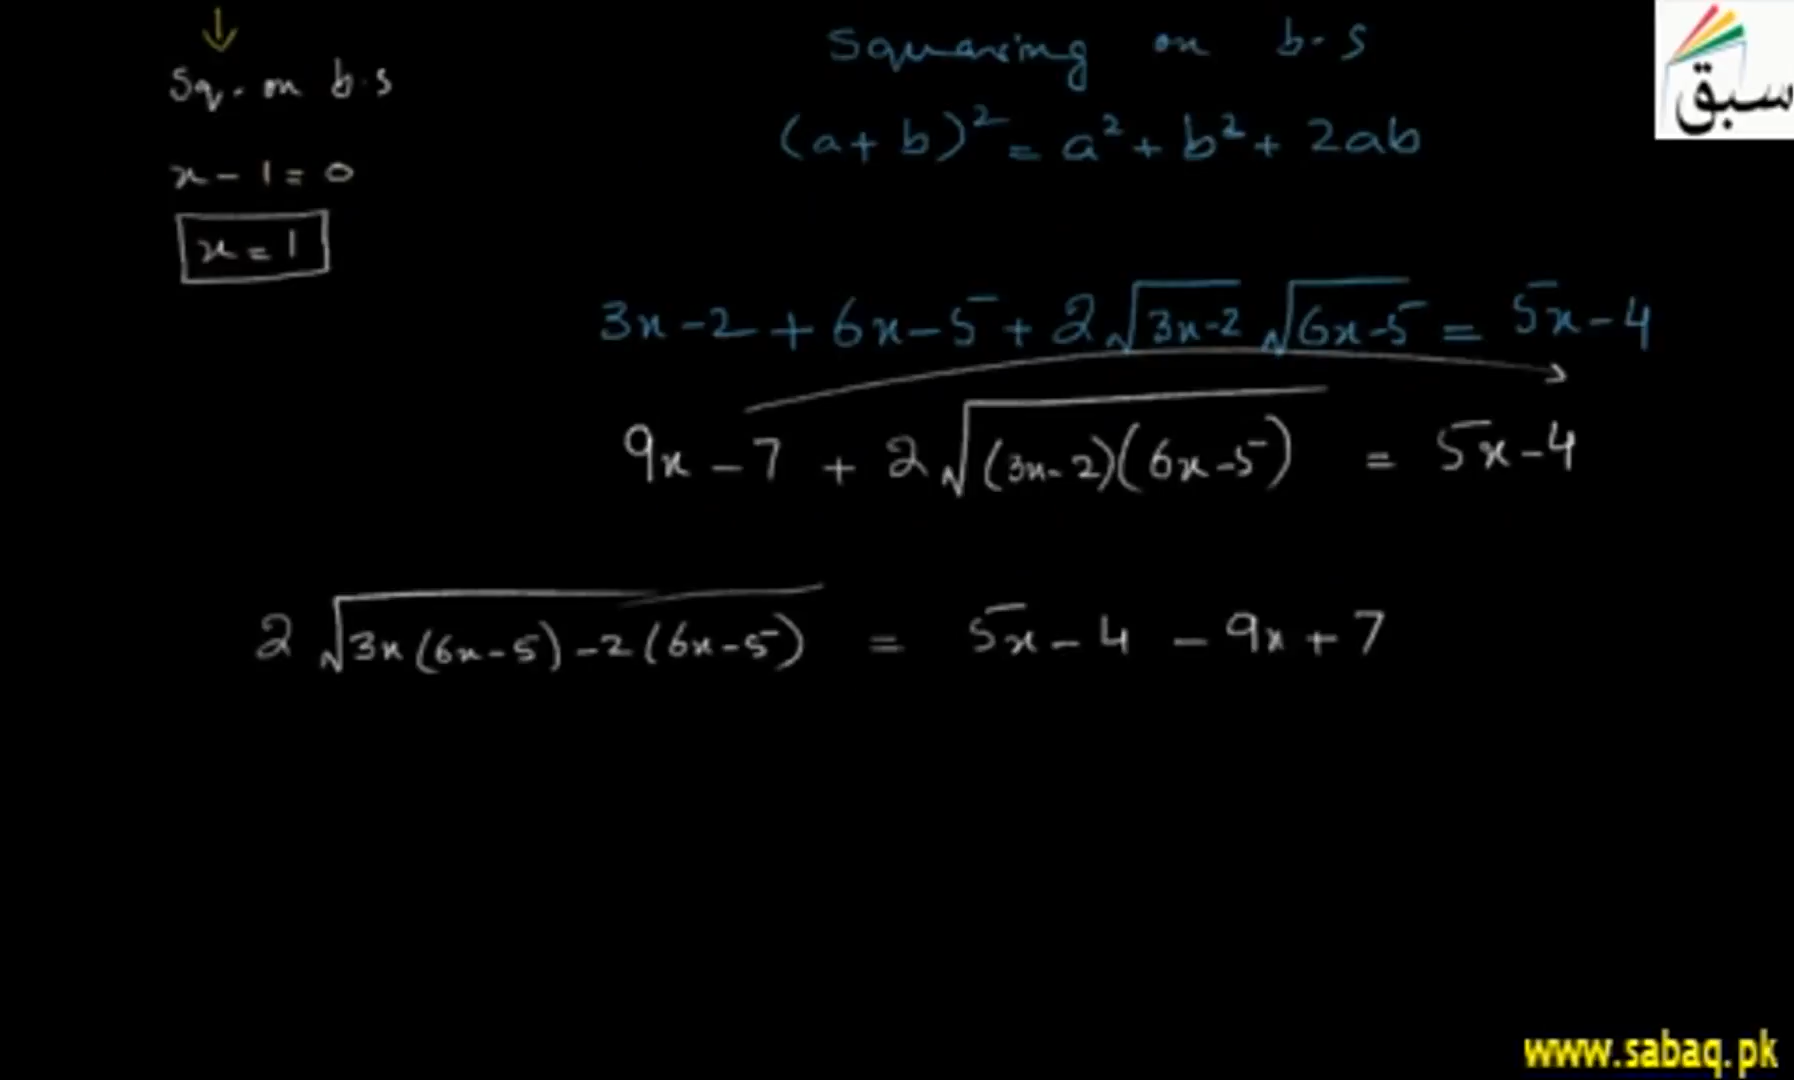 Sq. on b.s
x - 1 = 0
x = 1
Squaring on b.s
(a + b)² = a² + b² + 2ab
3x - 2 + 6x - 5 + 2√3x-2 √6x-5 = 5x - 4
9x - 7 + 2√(3x-2)(6x-5) = 5x - 4
2√3x(6x-5) -2(6x-5) = 5x - 4 - 9x + 7
سبق
www.sabaq.pk